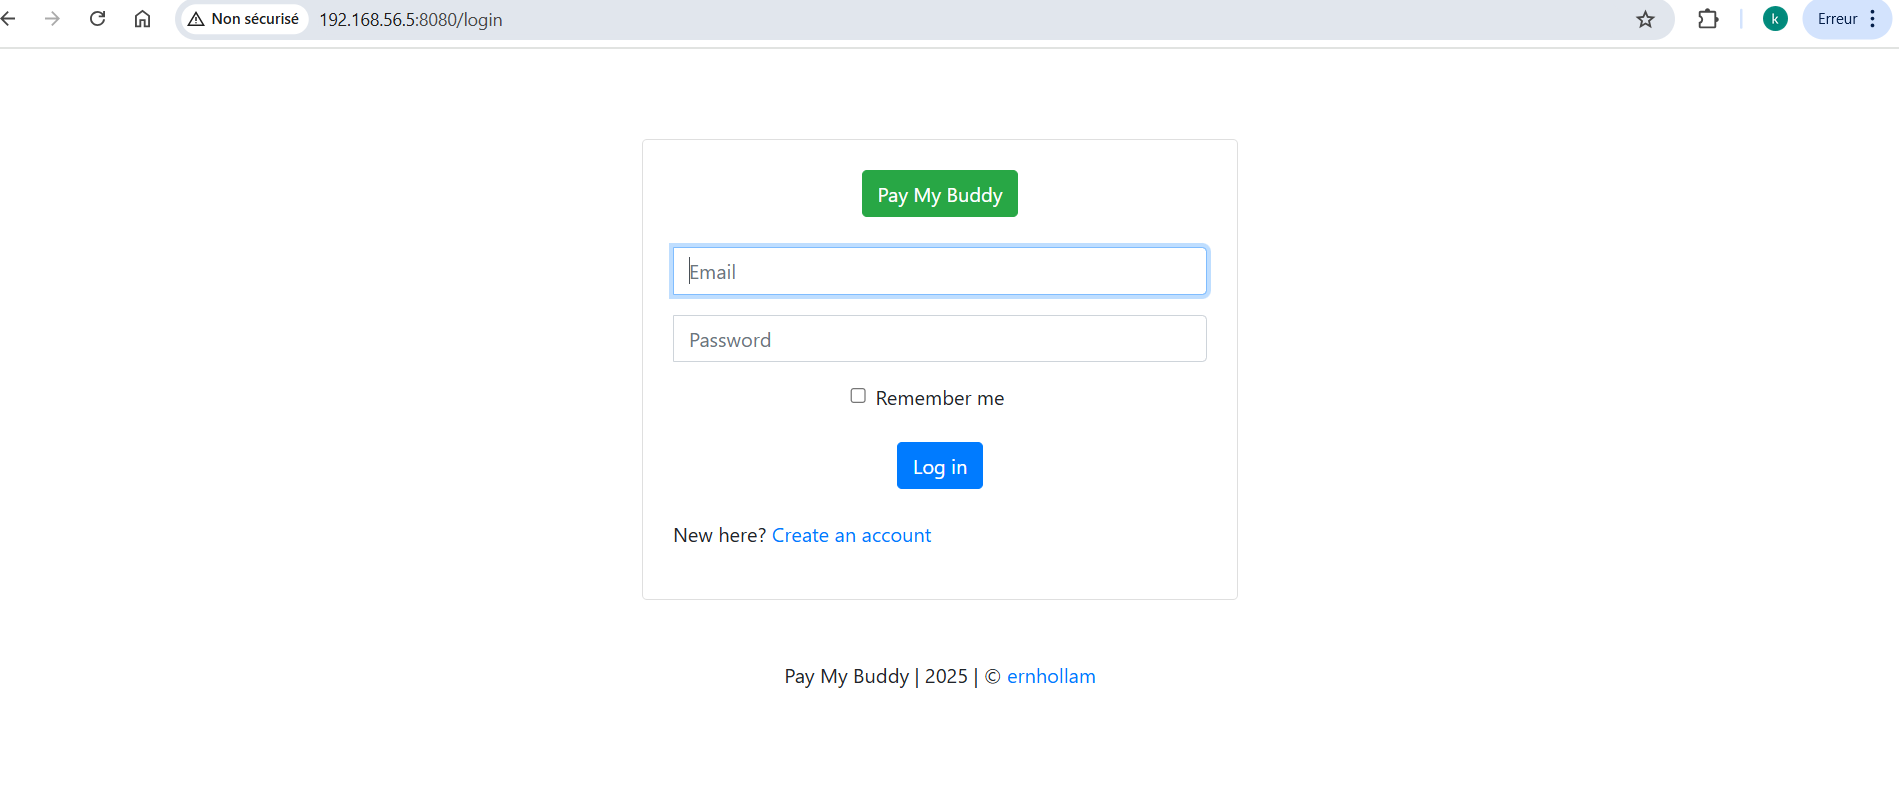 Non sécurisé 192.168.56.5:8080/login k Erreur
Pay My Buddy
Email
Password
Remember me
Log in
New here? Create an account
Pay My Buddy | 2025 | © ernhollam